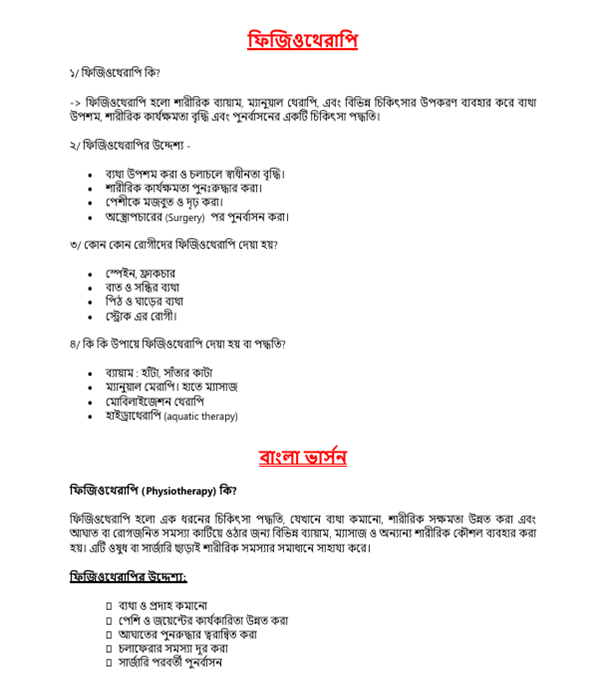 ফিজিওথেরাপি
১/ ফিজিওথেরাপি কি?
-> ফিজিওথেরাপি হলো শারীরিক ব্যায়াম, ম্যানুয়াল থেরাপি, এবং বিভিন্ন চিকিৎসার উপকরণ ব্যবহার করে ব্যথা
উপশম, শারীরিক কার্যক্ষমতা বৃদ্ধি এবং পুনর্বাসনের একটি চিকিৎসা পদ্ধতি।
২/ ফিজিওথেরাপির উদ্দেশ্য -
• ব্যথা উপশম করা ও চলাচলে স্বাধীনতা বৃদ্ধি।
• শারীরিক কার্যক্ষমতা পুনঃরুদ্ধার করা।
• পেশীকে মজবুত ও দৃঢ় করা।
• অস্ত্রোপচারের (Surgery) পর পুনর্বাসন করা।
৩/ কোন কোন রোগীদের ফিজিওথেরাপি দেয়া হয়?
• স্পেইন, ফ্রাকচার
• বাত ও সন্ধির ব্যথা
• পিঠ ও ঘাড়ের ব্যথা
• স্ট্রোক এর রোগী।
৪/ কি কি উপায়ে ফিজিওথেরাপি দেয়া হয় বা পদ্ধতি?
• ব্যায়াম : হাঁটা, সাঁতার কাটা
• ম্যানুয়াল মেরাপি। হাতে ম্যাসাজ
• মোবিলাইজেশন থেরাপি
• হাইড্রাথেরাপি (aquatic therapy)
বাংলা ভার্সন
ফিজিওথেরাপি (Physiotherapy) কি?
ফিজিওথেরাপি হলো এক ধরনের চিকিৎসা পদ্ধতি, যেখানে ব্যথা কমানো, শারীরিক সক্ষমতা উন্নত করা এবং
আঘাত বা রোগজনিত সমস্যা কাটিয়ে ওঠার জন্য বিভিন্ন ব্যায়াম, ম্যাসাজ ও অন্যান্য শারীরিক কৌশল ব্যবহার করা
হয়। এটি ওষুধ বা সার্জারি ছাড়াই শারীরিক সমস্যার সমাধানে সাহায্য করে।
ফিজিওথেরাপির উদ্দেশ্য:
▯ ব্যথা ও প্রদাহ কমানো
▯ পেশি ও জয়েন্টের কার্যকারিতা উন্নত করা
▯ আঘাতের পুনরুদ্ধার ত্বরান্বিত করা
▯ চলাফেরার সমস্যা দূর করা
▯ সার্জারি পরবর্তী পুনর্বাসন